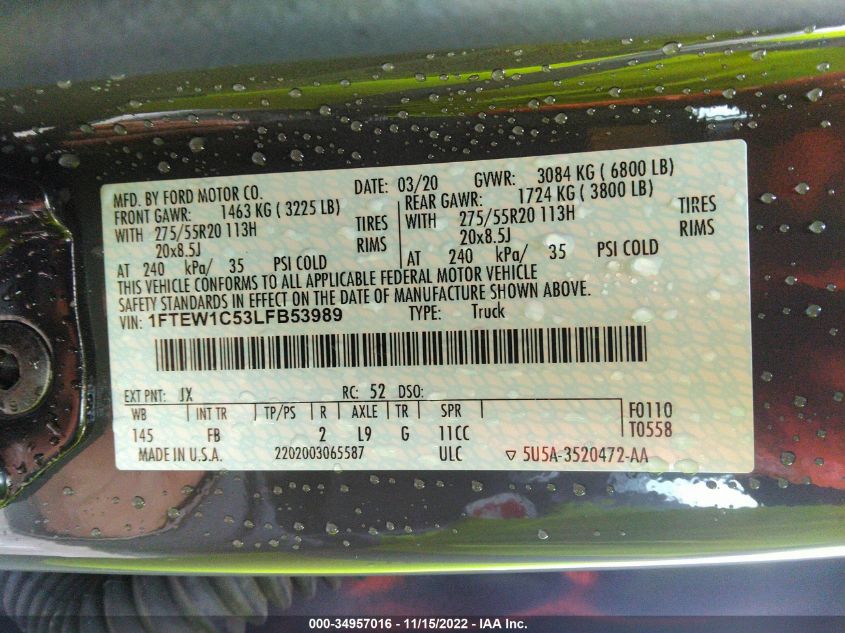 MFD. BY FORD MOTOR CO. DATE: 03/20 GVWR: 3084 KG ( 6800 LB)
FRONT GAWR: 1463 KG ( 3225 LB) REAR GAWR: 1724 KG ( 3800 LB)
WITH 275/55R20 113H TIRES WITH 275/55R20 113H TIRES
20x8.5J RIMS 20x8.5J RIMS
AT 240 kPa/ 35 PSI COLD AT 240 kPa/ 35 PSI COLD
THIS VEHICLE CONFORMS TO ALL APPLICABLE FEDERAL MOTOR VEHICLE
SAFETY STANDARDS IN EFFECT ON THE DATE OF MANUFACTURE SHOWN ABOVE.
VIN: 1FTEW1C53LFB53989 TYPE: Truck
EXT PNT: JX RC: 52 DSO:
WB INT TR TP/PS R AXLE TR SPR F0110
145 FB 2 L9 G 11CC T0558
MADE IN U.S.A. 2202003065587 ULC ▽ 5U5A-3520472-AA
000-34957016 - 11/15/2022 - IAA Inc.